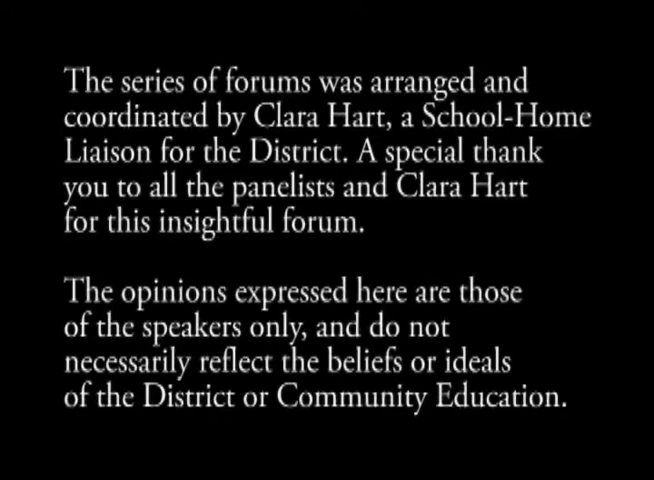 The series of forums was arranged and
coordinated by Clara Hart, a School-Home
Liaison for the District. A special thank
you to all the panelists and Clara Hart
for this insightful forum.
The opinions expressed here are those
of the speakers only, and do not
necessarily reflect the beliefs or ideals
of the District or Community Education.